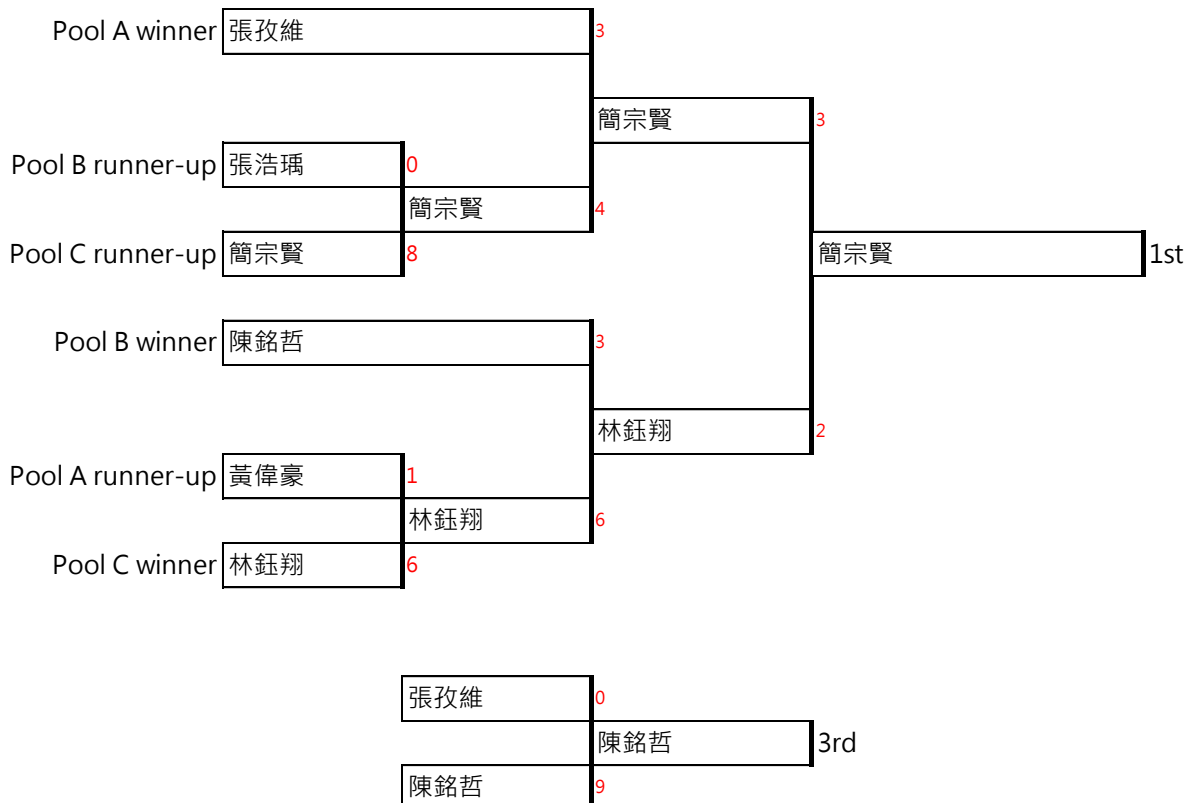 Pool A winner 張孜維 3
簡宗賢 3
Pool B runner-up 張浩瑀 0
簡宗賢 4
Pool C runner-up 簡宗賢 8
簡宗賢 1st
Pool B winner 陳銘哲 3
林鈺翔 2
Pool A runner-up 黃偉豪 1
林鈺翔 6
Pool C winner 林鈺翔 6
張孜維 0
陳銘哲 3rd
陳銘哲 9